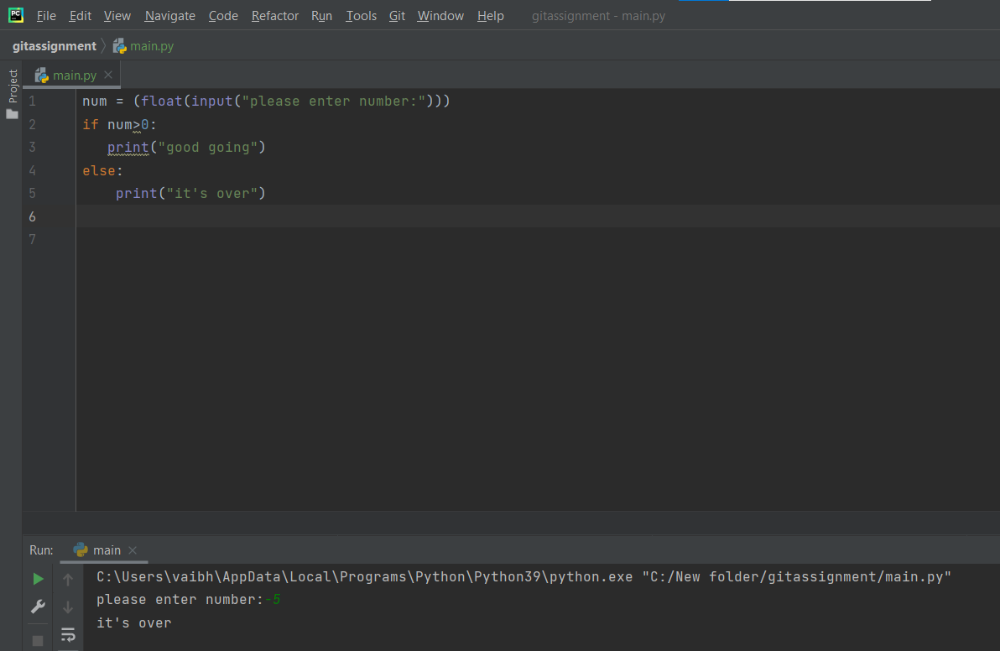 PC File Edit View Navigate Code Refactor Run Tools Git Window Help gitassignment - main.py
gitassignment main.py
Project
main.py
1 num = (float(input("please enter number:")))
2 if num>0:
3    print("good going")
4 else:
5     print("it's over")
6
7
Run: main
C:\Users\vaibh\AppData\Local\Programs\Python\Python39\python.exe "C:/New folder/gitassignment/main.py"
please enter number:-5
it's over